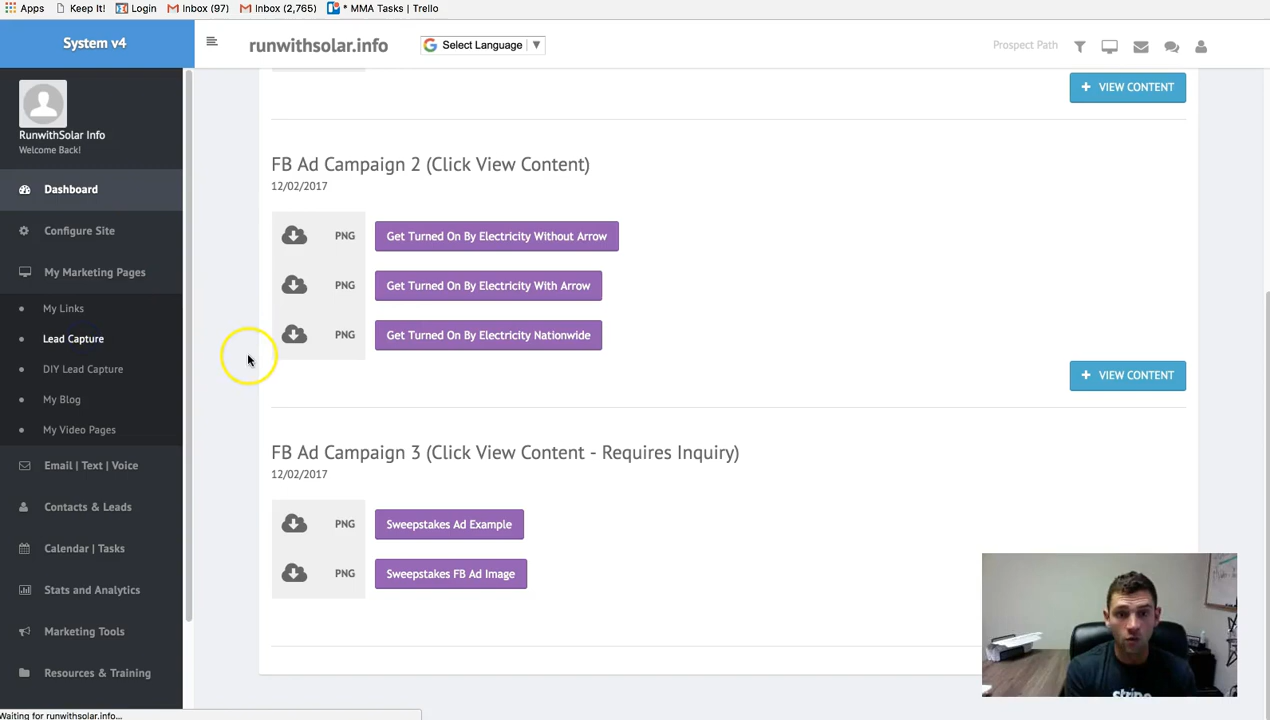 Apps
Keep It!
Login
Inbox (97)
Inbox (2,765)
* MMA Tasks | Trello
System v4
runwithsolar.info
Select Language
Prospect Path
RunwithSolar Info
Welcome Back!
+ VIEW CONTENT
Dashboard
Configure Site
My Marketing Pages
My Links
Lead Capture
DIY Lead Capture
My Blog
My Video Pages
Email | Text | Voice
Contacts & Leads
Calendar | Tasks
Stats and Analytics
Marketing Tools
Resources & Training
FB Ad Campaign 2 (Click View Content)
12/02/2017
PNG Get Turned On By Electricity Without Arrow
PNG Get Turned On By Electricity With Arrow
PNG Get Turned On By Electricity Nationwide
+ VIEW CONTENT
FB Ad Campaign 3 (Click View Content - Requires Inquiry)
12/02/2017
PNG Sweepstakes Ad Example
PNG Sweepstakes FB Ad Image
stripe
Waiting for runwithsolar.info...